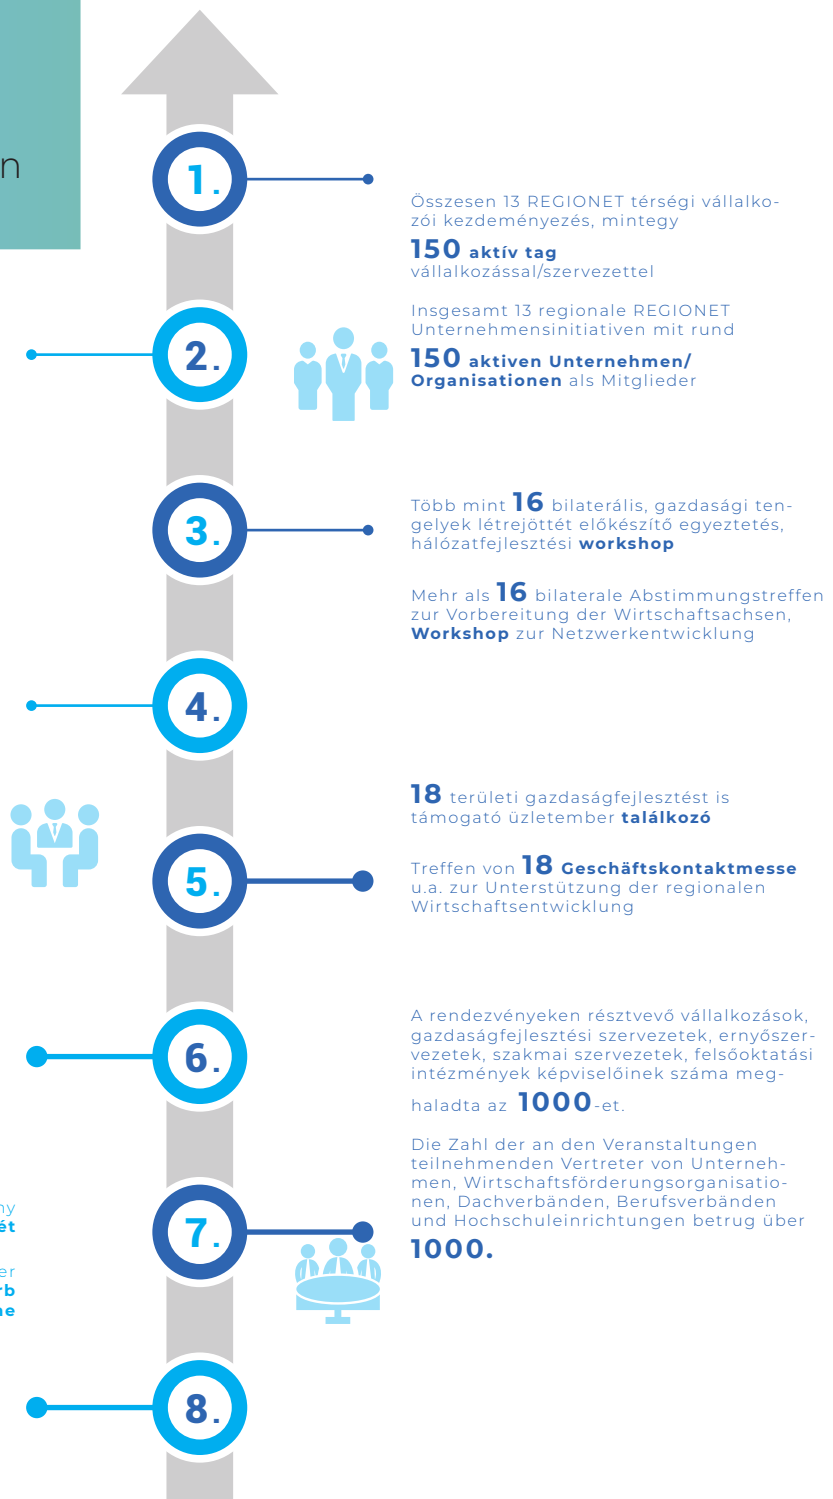 n
1.
Összesen 13 REGIONET térségi vállalko-
zói kezdeményezés, mintegy
150 aktív tag
vállalkozással/szervezettel
Insgesamt 13 regionale REGIONET
Unternehmensinitiativen mit rund
150 aktiven Unternehmen/
Organisationen als Mitglieder
2.
3.
Több mint 16 bilaterális, gazdasági ten-
gelyek létrejöttét előkészítő egyeztetés,
hálózatfejlesztési workshop
Mehr als 16 bilaterale Abstimmungstreffen
zur Vorbereitung der Wirtschaftsachsen,
Workshop zur Netzwerkentwicklung
4.
5.
18 területi gazdaságfejlesztést is
támogató üzletember találkozó
Treffen von 18 Geschäftskontaktmesse
u.a. zur Unterstützung der regionalen
Wirtschaftsentwicklung
6.
7.
A rendezvényeken résztvevő vállalkozások,
gazdaságfejlesztési szervezetek, ernyőszer-
vezetek, szakmai szervezetek, felsőoktatási
intézmények képviselőinek száma meg-
haladta az 1000-et.
Die Zahl der an den Veranstaltungen
teilnehmenden Vertreter von Unterneh-
men, Wirtschaftsförderungsorganisatio-
nen, Dachverbänden, Berufsverbänden
und Hochschuleinrichtungen betrug über
1000.
ny
ét
er
rb
ne
8.